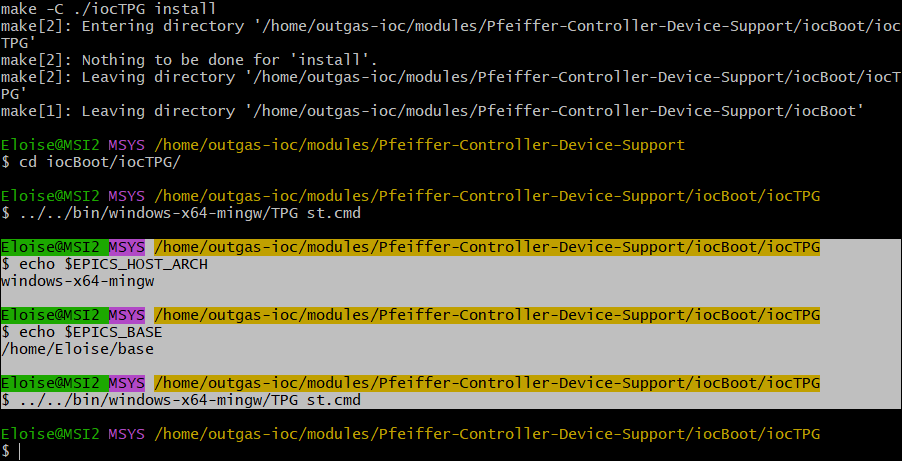 make -C ./iocTPG install
make[2]: Entering directory '/home/outgas-ioc/modules/Pfeiffer-Controller-Device-Support/iocBoot/ioc
TPG'
make[2]: Nothing to be done for 'install'.
make[2]: Leaving directory '/home/outgas-ioc/modules/Pfeiffer-Controller-Device-Support/iocBoot/iocT
PG'
make[1]: Leaving directory '/home/outgas-ioc/modules/Pfeiffer-Controller-Device-Support/iocBoot'
Eloise@MSI2 MSYS /home/outgas-ioc/modules/Pfeiffer-Controller-Device-Support
$ cd iocBoot/iocTPG/
Eloise@MSI2 MSYS /home/outgas-ioc/modules/Pfeiffer-Controller-Device-Support/iocBoot/iocTPG
$ ../../bin/windows-x64-mingw/TPG st.cmd
Eloise@MSI2 MSYS /home/outgas-ioc/modules/Pfeiffer-Controller-Device-Support/iocBoot/iocTPG
$ echo $EPICS_HOST_ARCH
windows-x64-mingw
Eloise@MSI2 MSYS /home/outgas-ioc/modules/Pfeiffer-Controller-Device-Support/iocBoot/iocTPG
$ echo $EPICS_BASE
/home/Eloise/base
Eloise@MSI2 MSYS /home/outgas-ioc/modules/Pfeiffer-Controller-Device-Support/iocBoot/iocTPG
$ ../../bin/windows-x64-mingw/TPG st.cmd
Eloise@MSI2 MSYS /home/outgas-ioc/modules/Pfeiffer-Controller-Device-Support/iocBoot/iocTPG
$